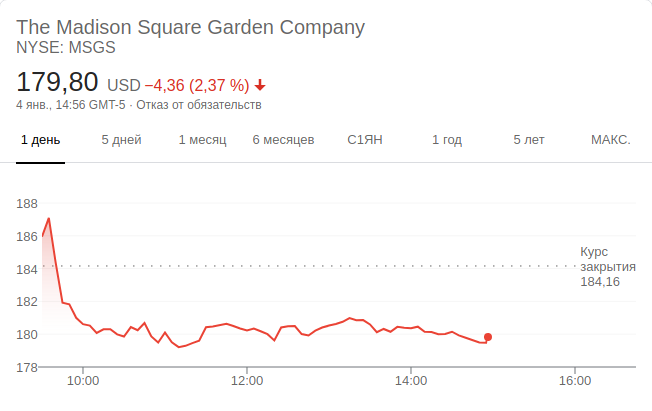 The Madison Square Garden Company
NYSE: MSGS
179,80 USD −4,36 (2,37 %)
4 янв., 14:56 GMT-5 · Отказ от обязательств
1 день 5 дней 1 месяц 6 месяцев С1ЯН 1 год 5 лет МАКС.
188
186
184
182
180
178
Курс
закрытия
184,16
10:00 12:00 14:00 16:00